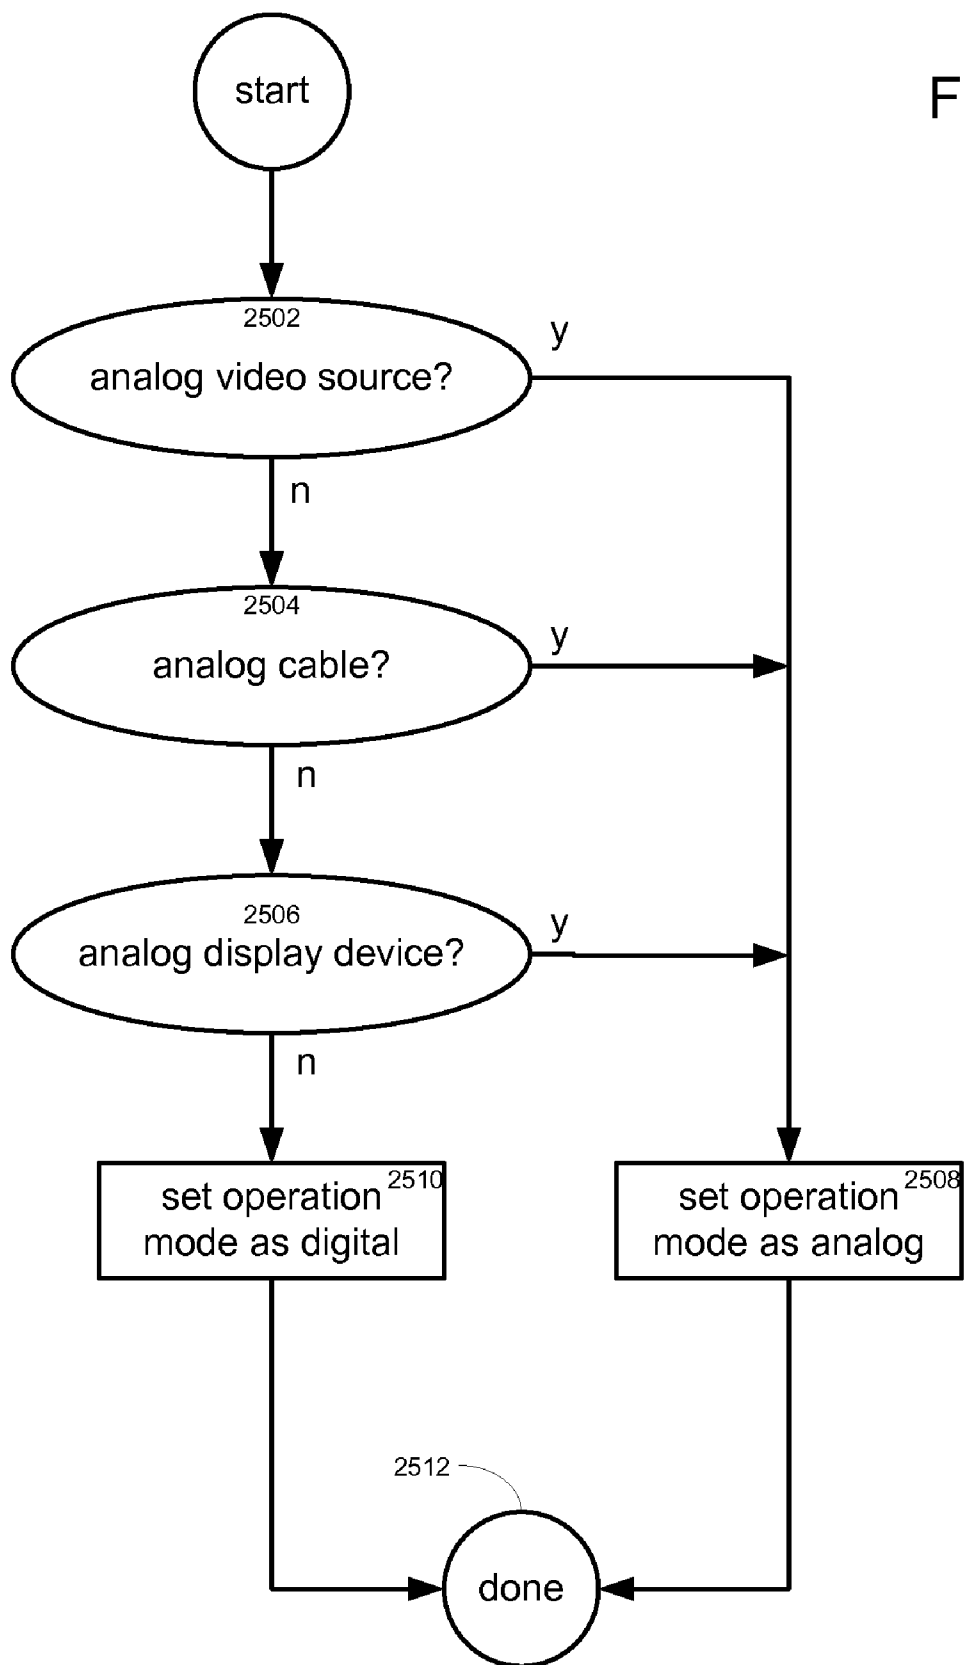 start
F
2502
analog video source?
y
n
2504
analog cable?
y
n
2506
analog display device?
y
n
2510
set operation
mode as digital
2508
set operation
mode as analog
2512
done